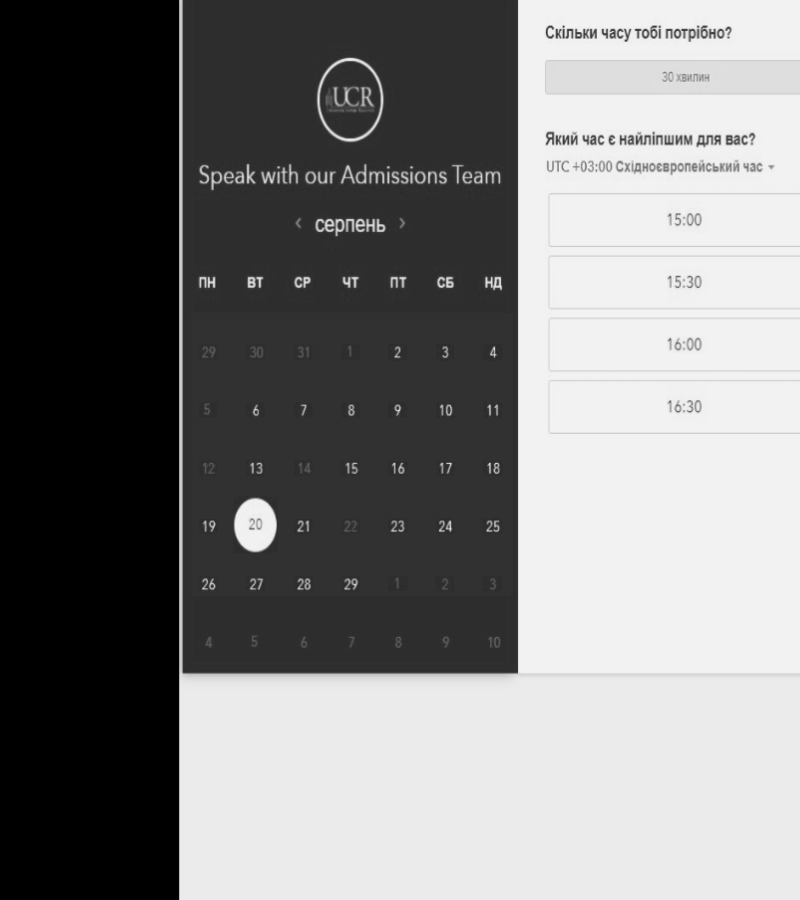 UCR
Speak with our Admissions Team
‹ серпень ›
ПН ВТ СР ЧТ ПТ СБ НД
29 30 31 1 2 3 4
5 6 7 8 9 10 11
12 13 14 15 16 17 18
19 20 21 22 23 24 25
26 27 28 29 1 2 3
4 5 6 7 8 9 10
Скільки часу тобі потрібно?
30 хвилин
Який час є найліпшим для вас?
UTC +03:00 Східноєвропейський час
15:00
15:30
16:00
16:30